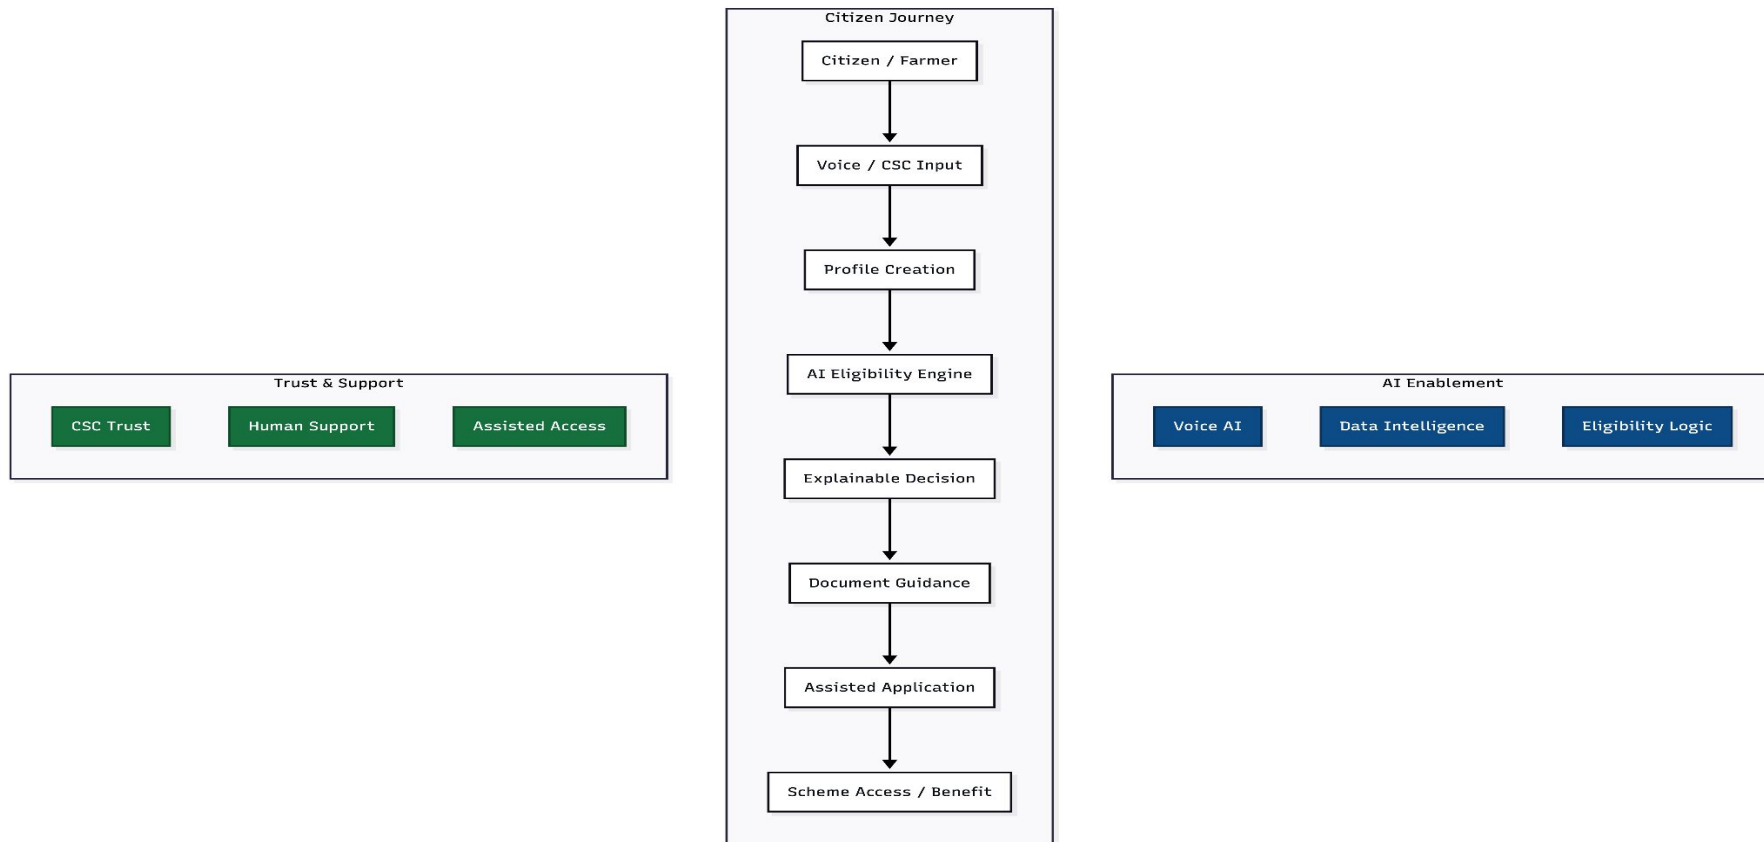 Citizen Journey
Citizen / Farmer
Voice / CSC Input
Profile Creation
AI Eligibility Engine
Explainable Decision
Document Guidance
Assisted Application
Scheme Access / Benefit
Trust & Support
CSC Trust
Human Support
Assisted Access
AI Enablement
Voice AI
Data Intelligence
Eligibility Logic